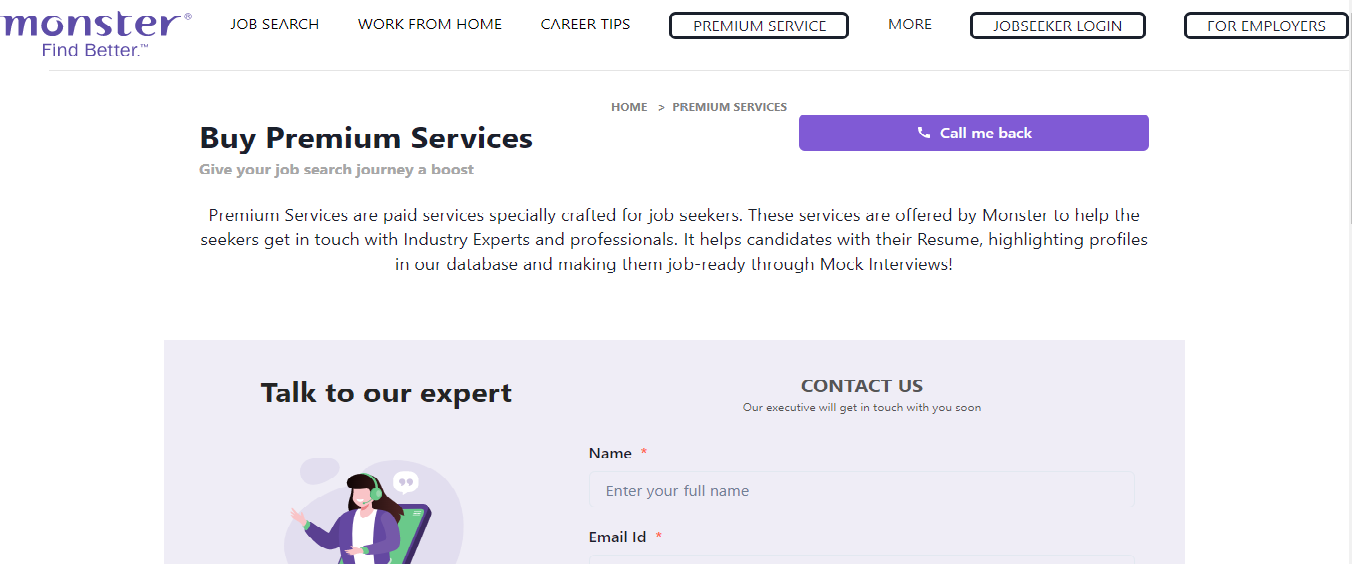 monster®
Find Better.™
JOB SEARCH
WORK FROM HOME
CAREER TIPS
PREMIUM SERVICE
MORE
JOBSEEKER LOGIN
FOR EMPLOYERS
HOME > PREMIUM SERVICES
Buy Premium Services
Call me back
Give your job search journey a boost
Premium Services are paid services specially crafted for job seekers. These services are offered by Monster to help the
seekers get in touch with Industry Experts and professionals. It helps candidates with their Resume, highlighting profiles
in our database and making them job-ready through Mock Interviews!
Talk to our expert
CONTACT US
Our executive will get in touch with you soon
Name *
Enter your full name
Email Id *